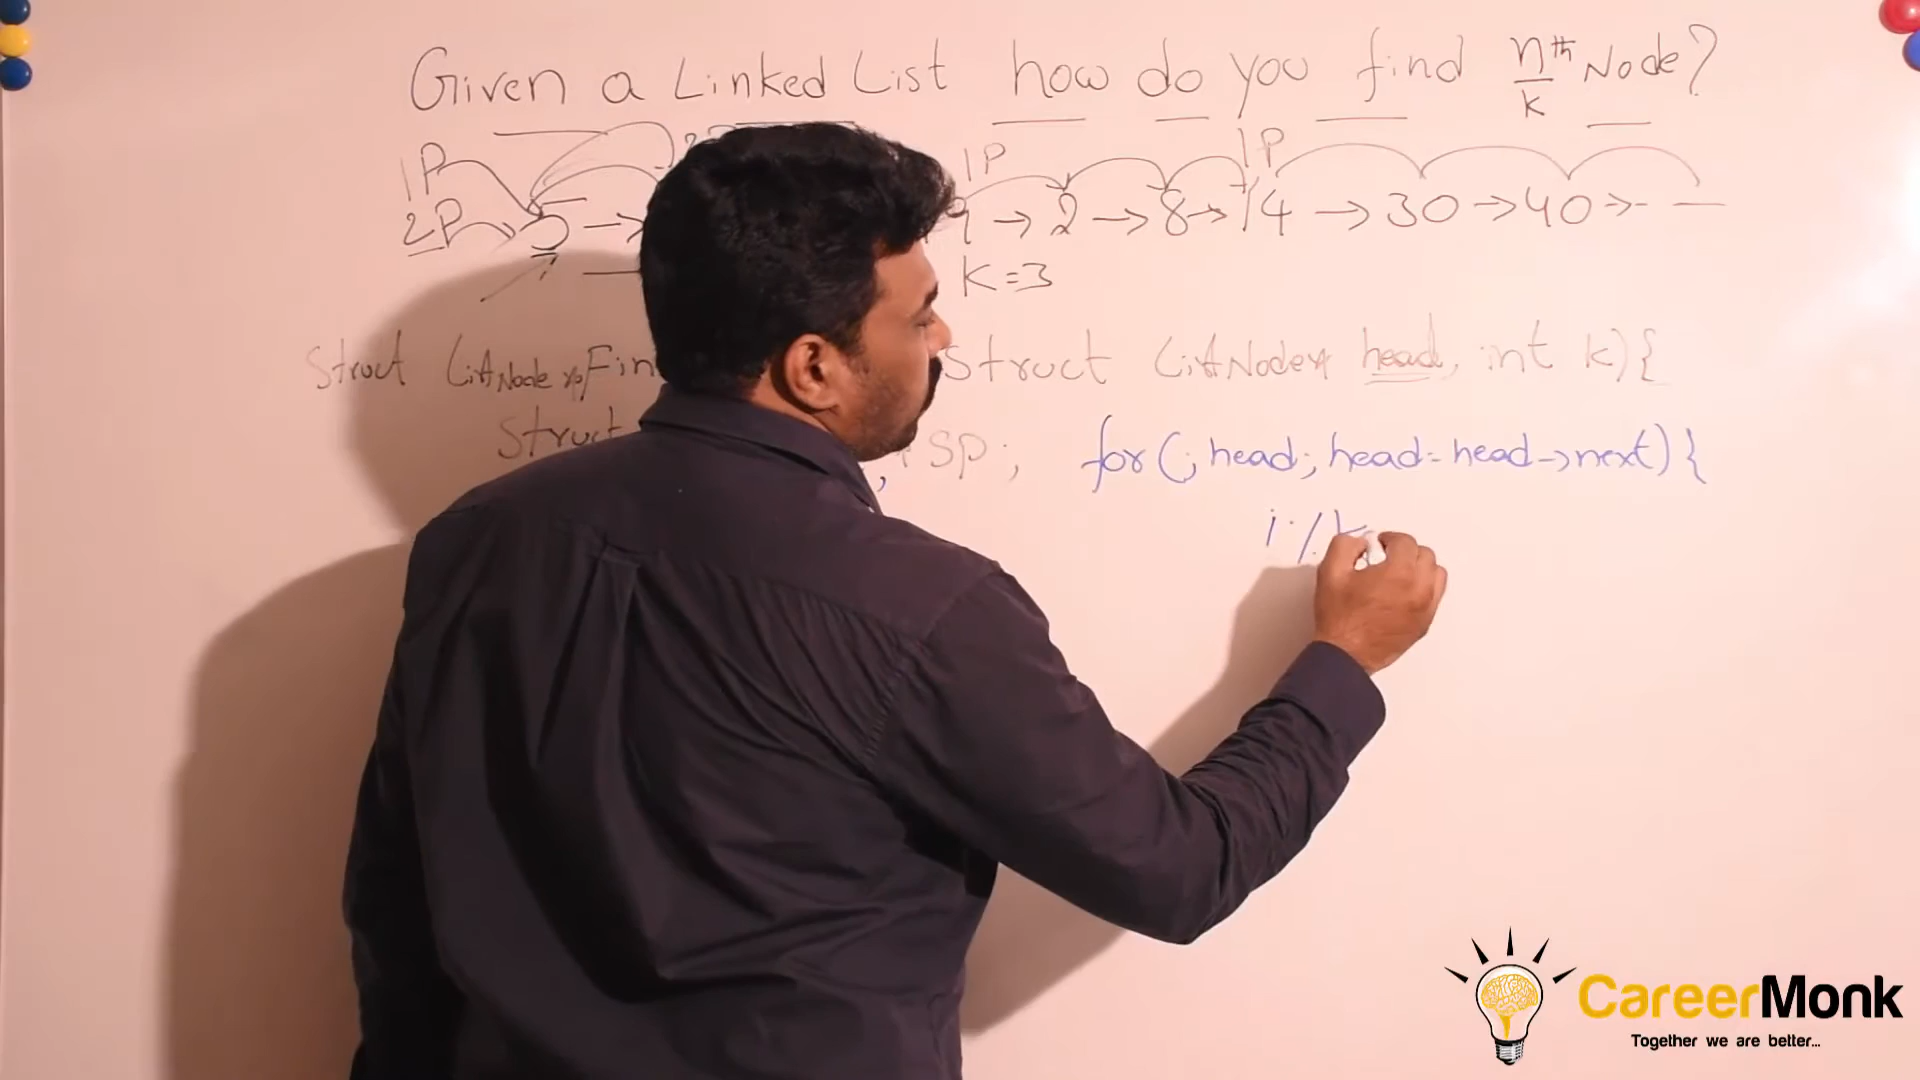 Given a Linked List how do you find nth/k Node?
1P 1P 1P
2P 5 → 9 → 2 → 8 → 14 → 30 → 40 → - —
K=3
Struct ListNode * Fin Struct ListNode * head, int k){
Struct * SP; for(; head; head = head->next){
i % k
CareerMonk
Together we are better...